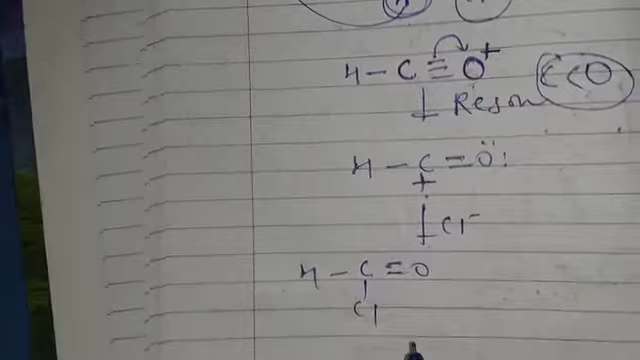 H-C≡O+
↓ Reson
H-C=Ö:
+
↓ Cl-
H-C=O
|
Cl